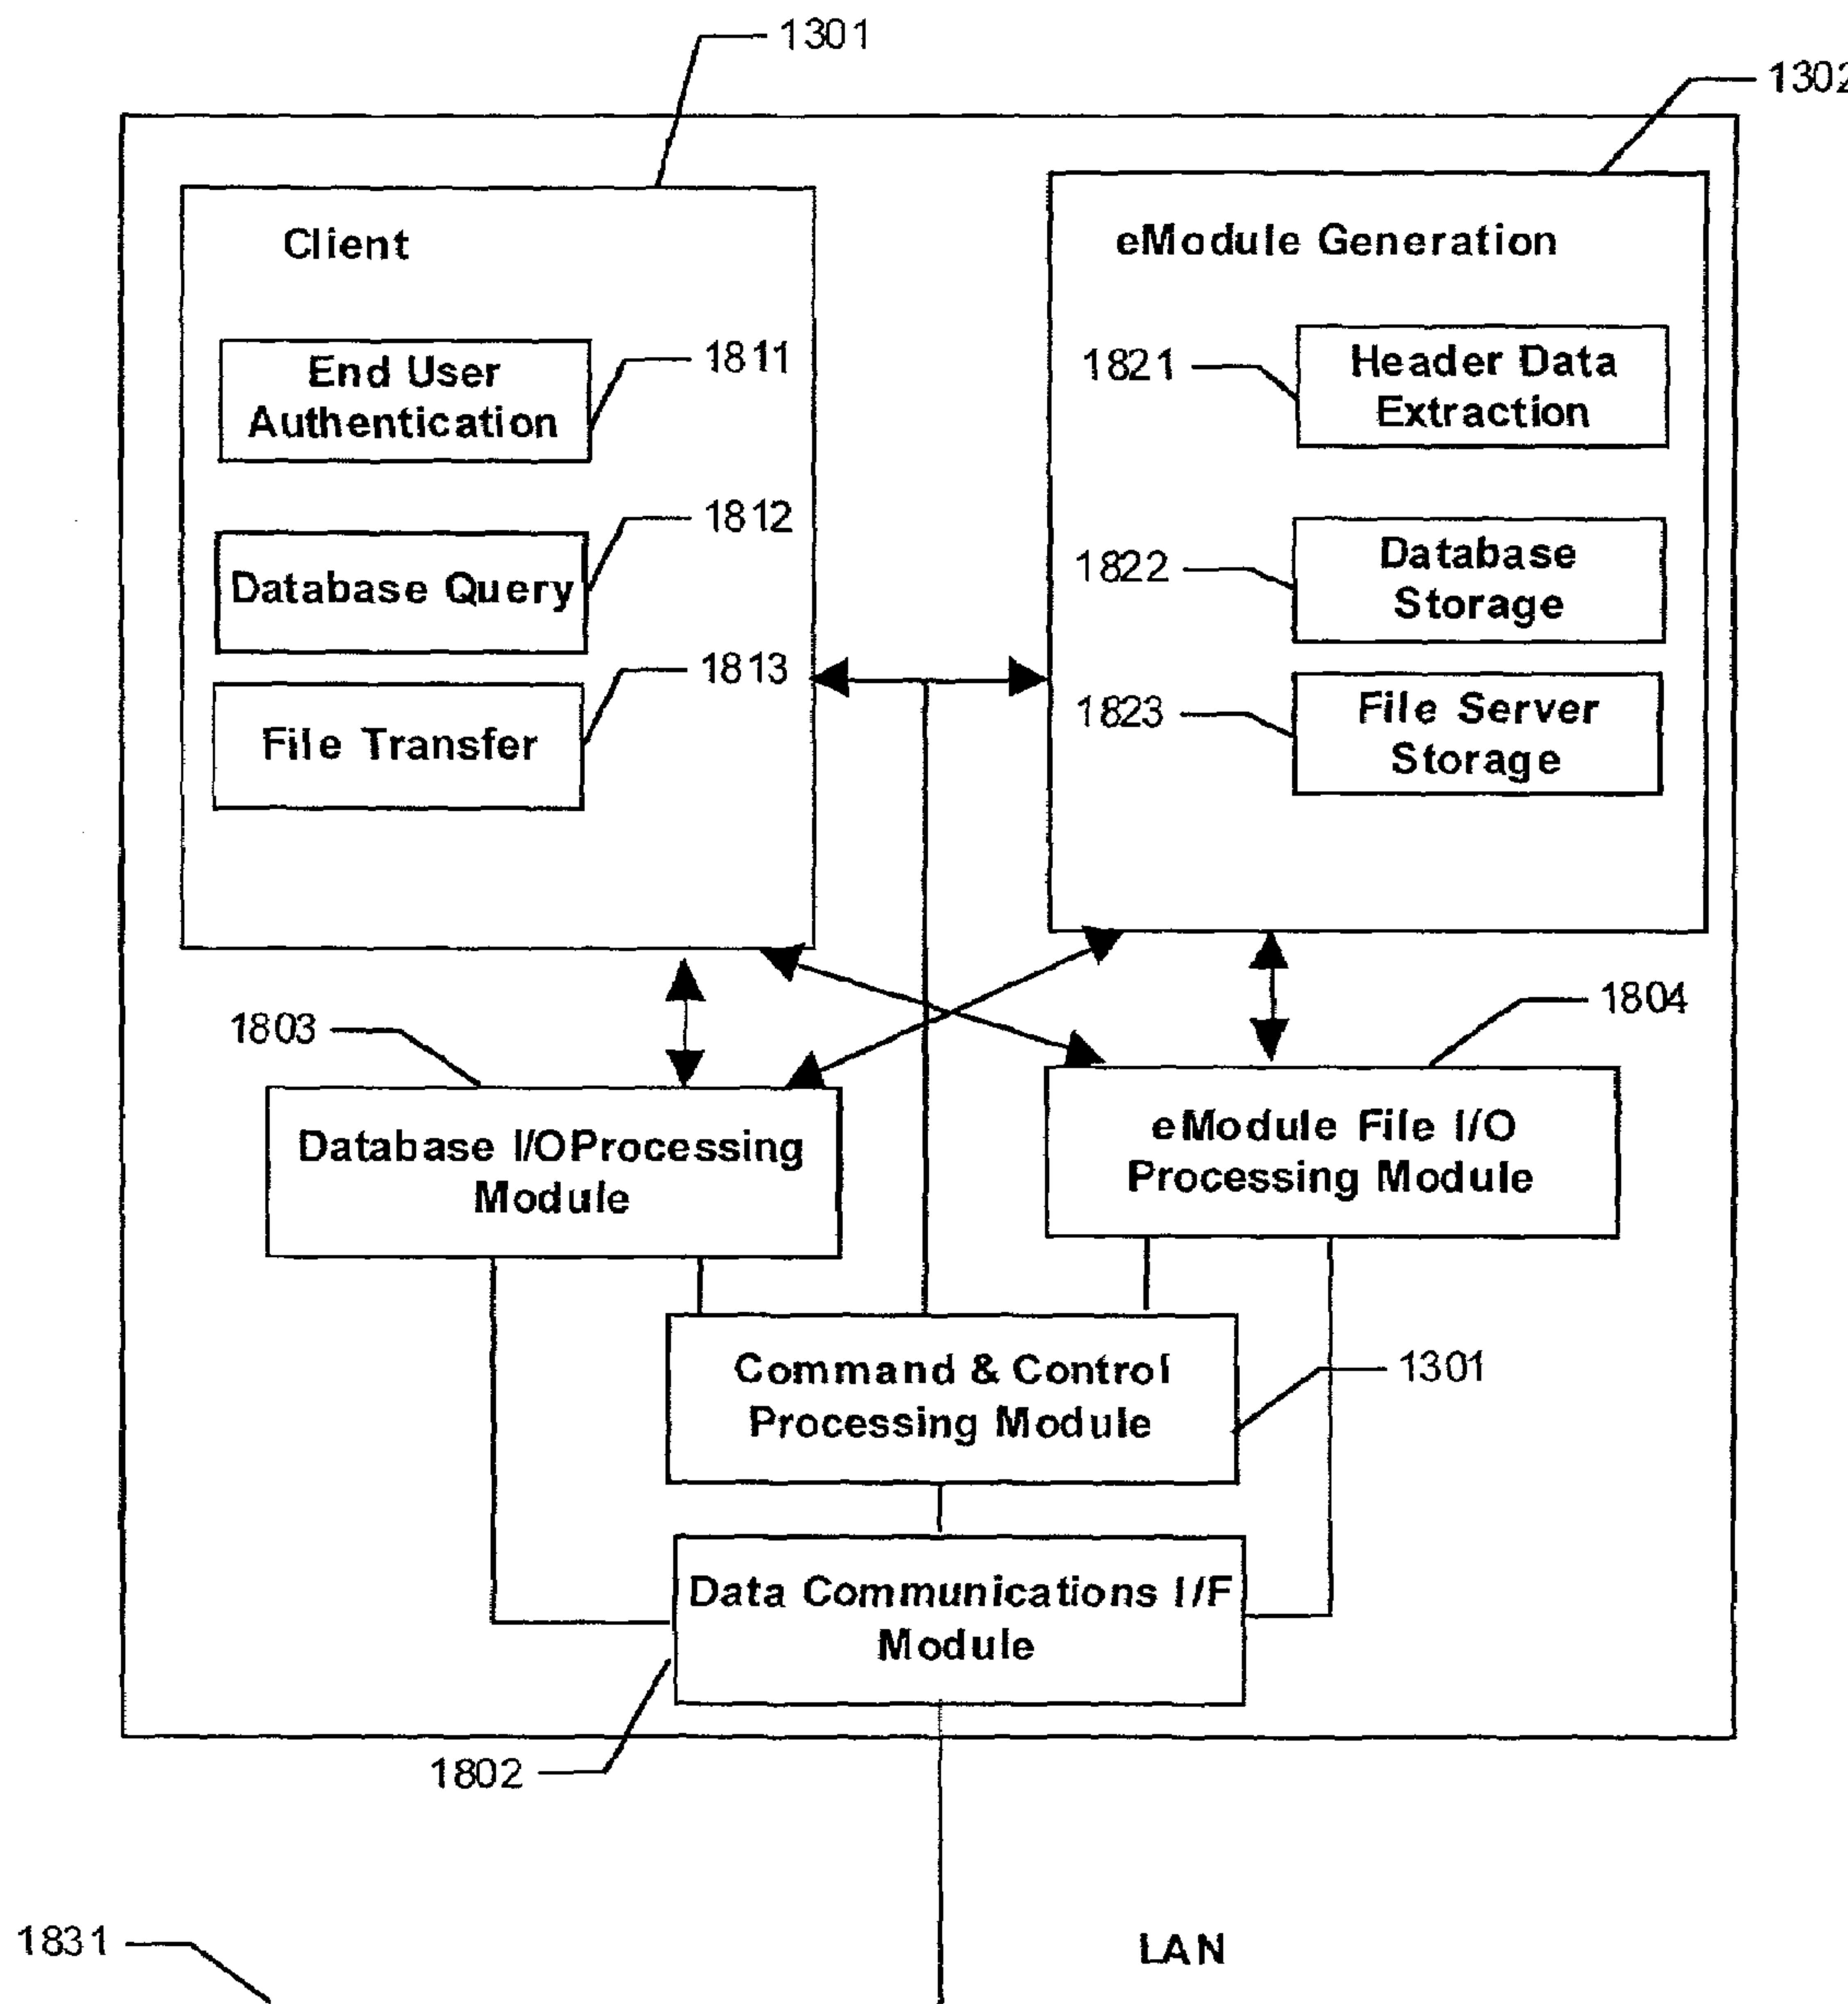 1301
1302
Client
eModule Generation
End User
Authentication
1811
1821
Header Data
Extraction
1812
Database Query
1822
Database
Storage
1813
File Transfer
1823
File Server
Storage
1803
1804
Database I/OProcessing
Module
eModule File I/O
Processing Module
Command & Control
Processing Module
1301
Data Communications I/F
Module
1802
1831
LAN